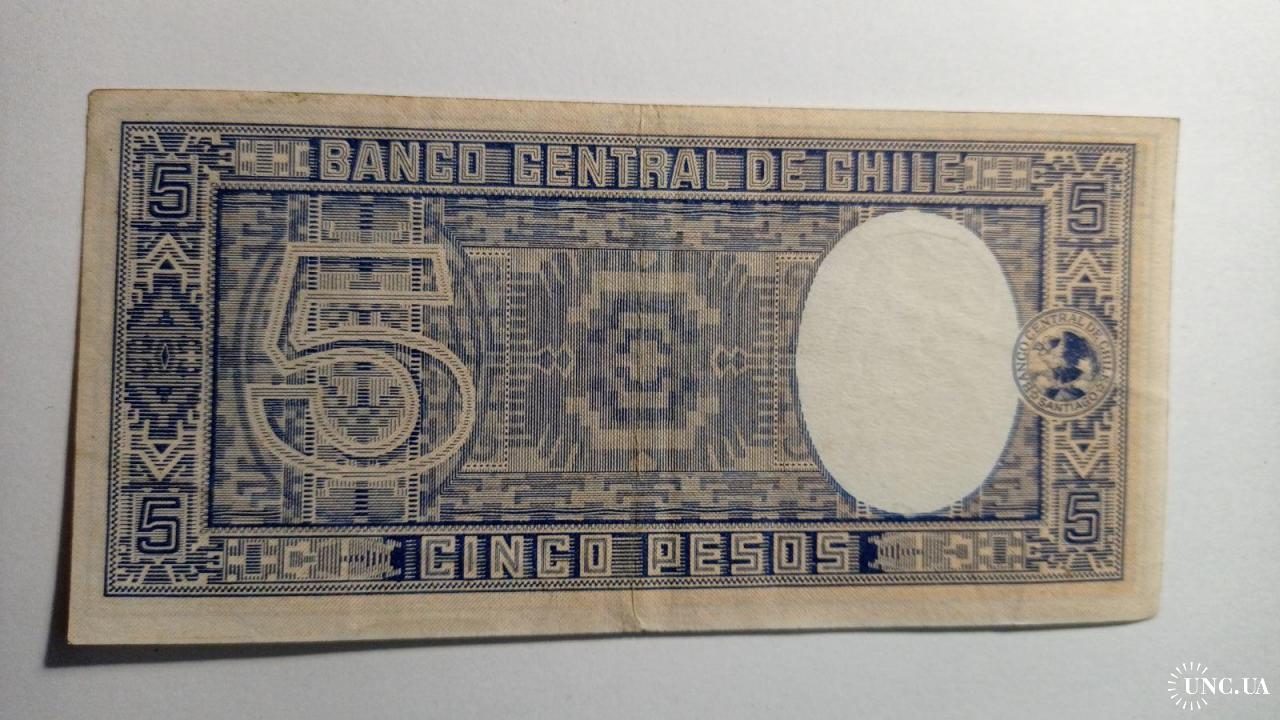 BANCO CENTRAL DE CHILE
5
5
5
BANCO CENTRAL DE CHILE
SANTIAGO
5
5
CINCO PESOS
UNC.UA